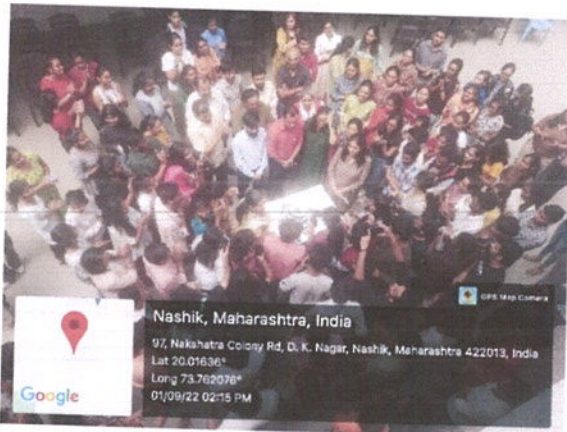 GPS Map Camera
Nashik, Maharashtra, India
97, Nakshatra Colony Rd, D. K. Nagar, Nashik, Maharashtra 422013, India
Lat 20.01636°
Long 73.762076°
01/09/22 02:15 PM
Google